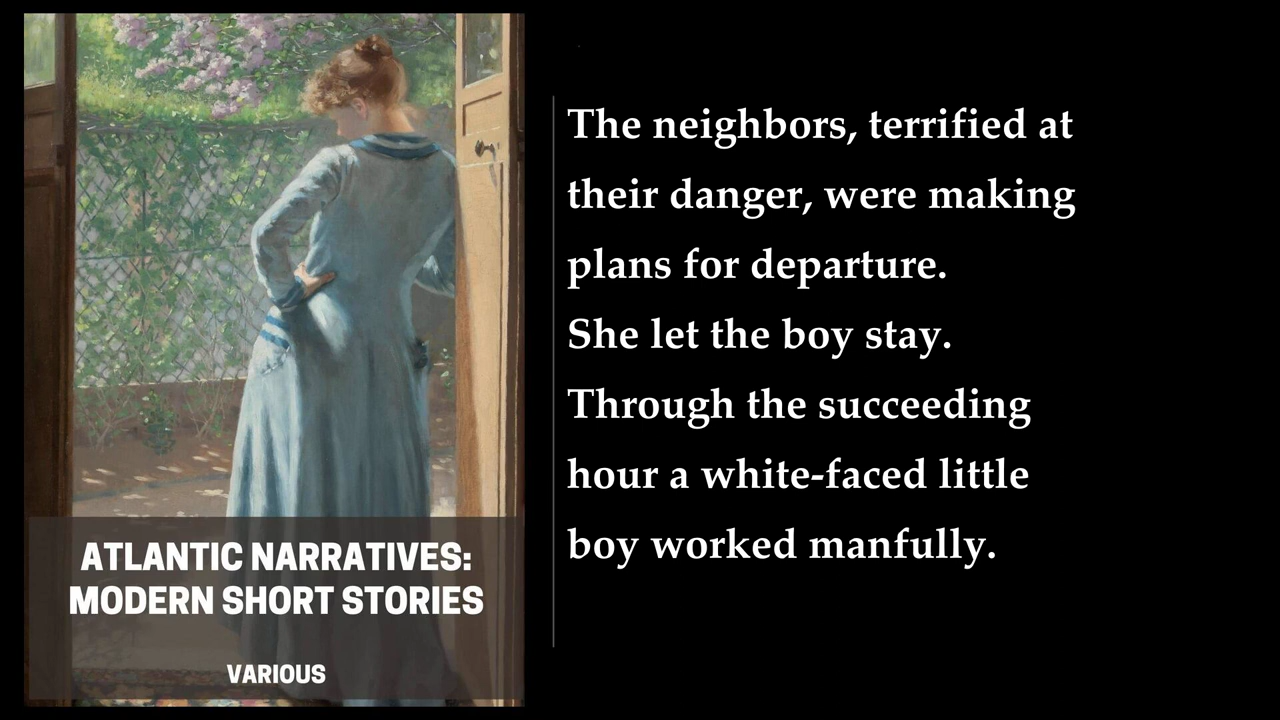 ATLANTIC NARRATIVES:
MODERN SHORT STORIES
VARIOUS
The neighbors, terrified at
their danger, were making
plans for departure.
She let the boy stay.
Through the succeeding
hour a white-faced little
boy worked manfully.